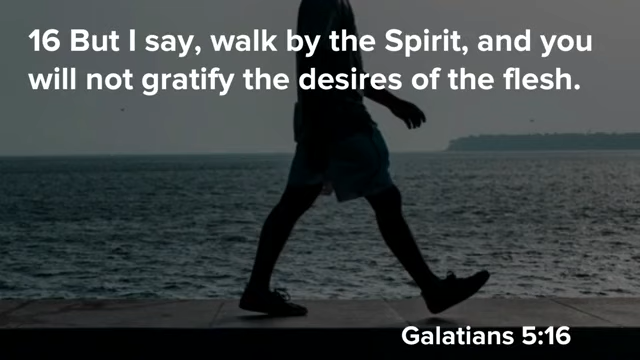 16 But I say, walk by the Spirit, and you
will not gratify the desires of the flesh.
Galatians 5:16